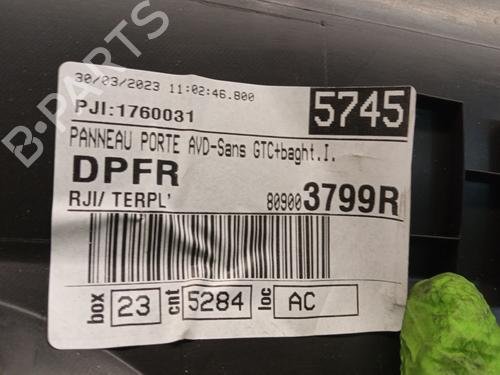 B-PARTS
30/03/2023 11:02:46.800
PJI:1760031
5745
PANNEAU PORTE AVD-Sans GTC+baght.I.
DPFR
RJI/ TERPL'
809003799R
box 23 cnt 5284 loc AC